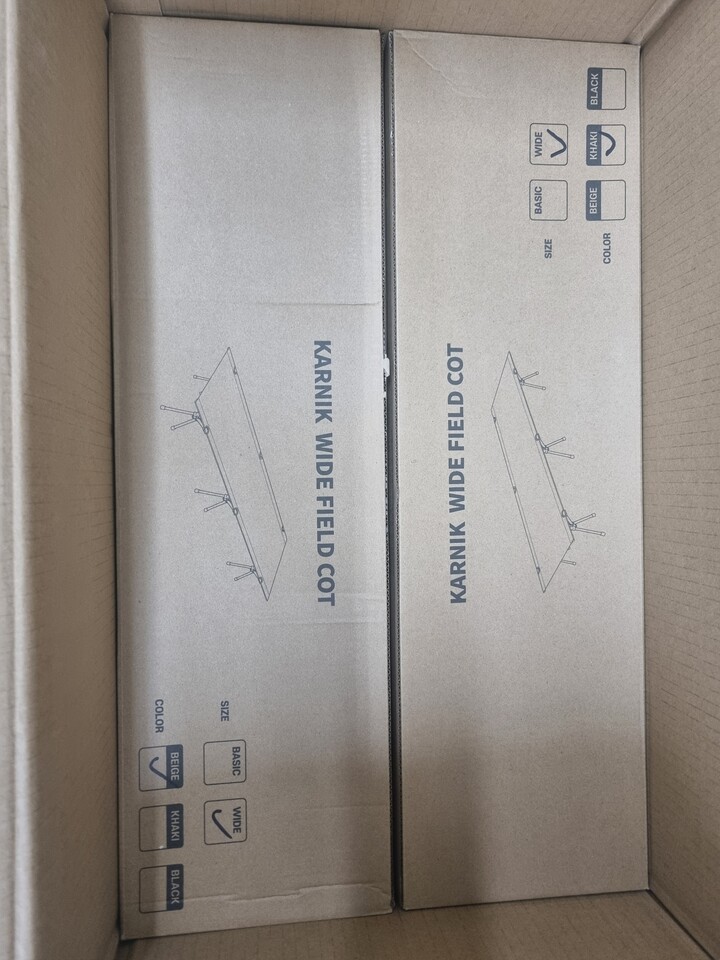 KARNIK WIDE FIELD COT
SIZE
BASIC
WIDE
COLOR
BEIGE
KHAKI
BLACK
KARNIK WIDE FIELD COT
SIZE
BASIC
WIDE
COLOR
BEIGE
KHAKI
BLACK